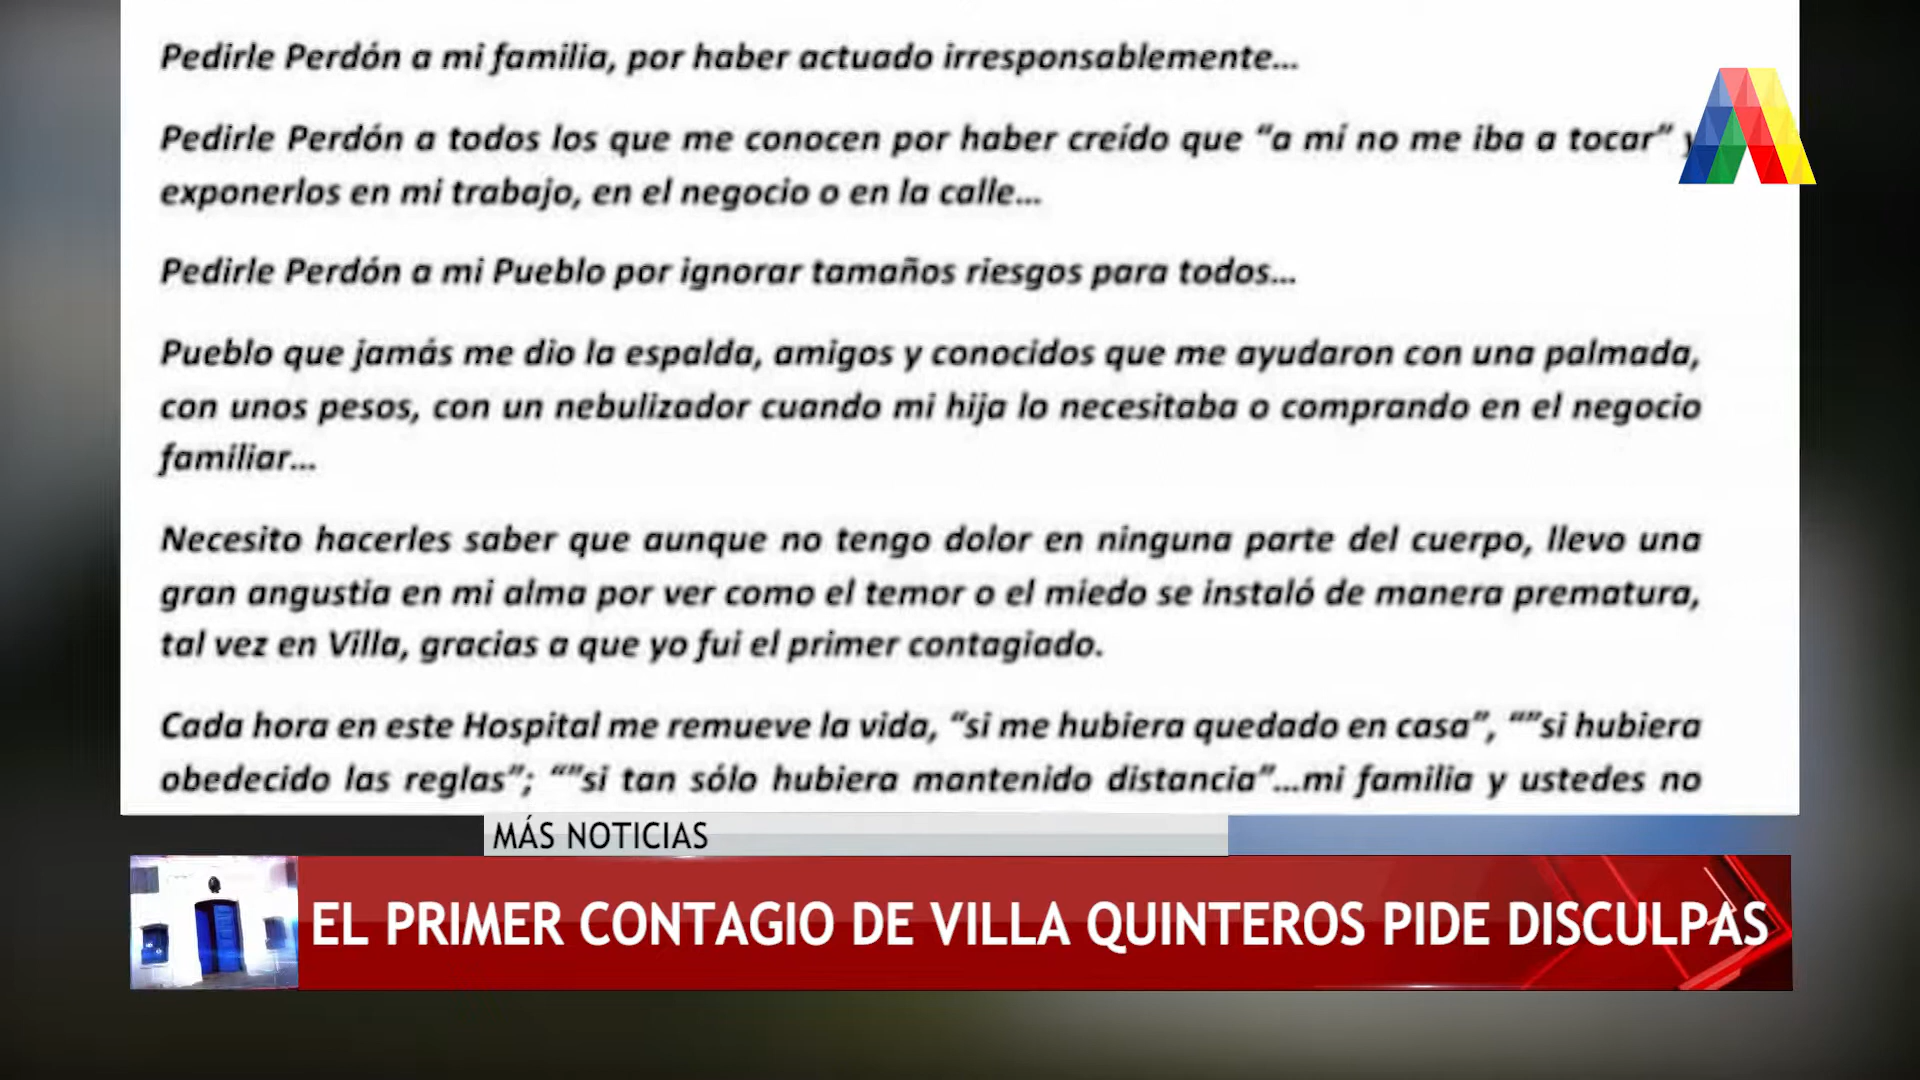 Pedirle Perdón a mi familia, por haber actuado irresponsablemente...
Pedirle Perdón a todos los que me conocen por haber creído que “a mí no me iba a tocar” y
exponerlos en mi trabajo, en el negocio o en la calle...
Pedirle Perdón a mi Pueblo por ignorar tamaños riesgos para todos...
Pueblo que jamás me dio la espalda, amigos y conocidos que me ayudaron con una palmada,
con unos pesos, con un nebulizador cuando mi hija lo necesitaba o comprando en el negocio
familiar...
Necesito hacerles saber que aunque no tengo dolor en ninguna parte del cuerpo, llevo una
gran angustia en mi alma por ver como el temor o el miedo se instaló de manera prematura,
tal vez en Villa, gracias a que yo fui el primer contagiado.
Cada hora en este Hospital me remueve la vida, “si me hubiera quedado en casa”, “”si hubiera
obedecido las reglas”; “”si tan sólo hubiera mantenido distancia”...mi familia y ustedes no
MÁS NOTICIAS
EL PRIMER CONTAGIO DE VILLA QUINTEROS PIDE DISCULPAS